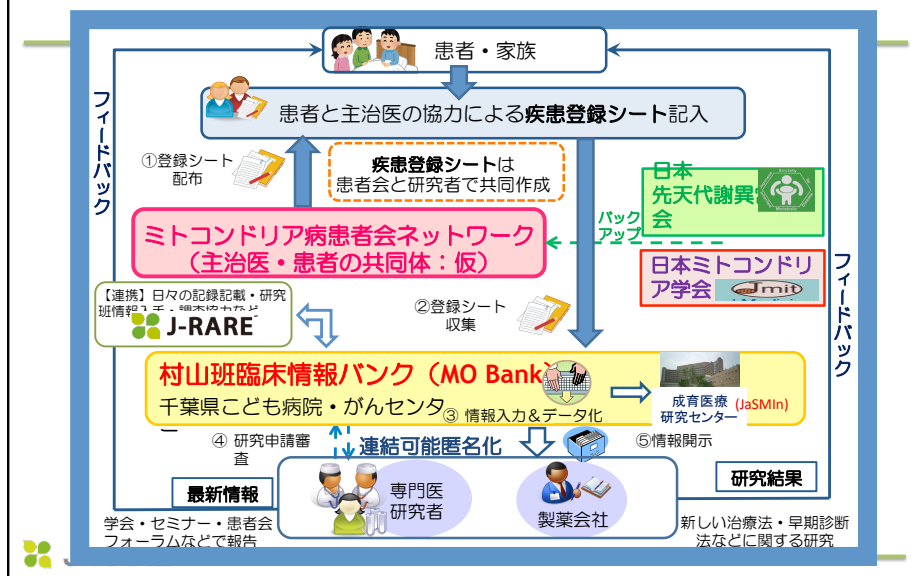 患者・家族
患者と主治医の協力による疾患登録シート記入
フィードバック
①登録シート
配布
疾患登録シートは
患者会と研究者で共同作成
日本
先天代謝異
会
バック
アップ
ミトコンドリア病患者会ネットワーク
（主治医・患者の共同体：仮）
日本ミトコンドリ
ア学会
Jmit
フィードバック
【連携】日々の記録記載・研究
J-RARE
②登録シート
収集
村山班臨床情報バンク（MO Bank）
千葉県こども病院・がんセンタ
ー
③ 情報入力＆データ化
成育医療
研究センター
(JaSMIn)
④ 研究申請審
査
連結可能匿名化
⑤情報開示
専門医
研究者
製薬会社
最新情報
研究結果
学会・セミナー・患者会
フォーラムなどで報告
新しい治療法・早期診断
法などに関する研究